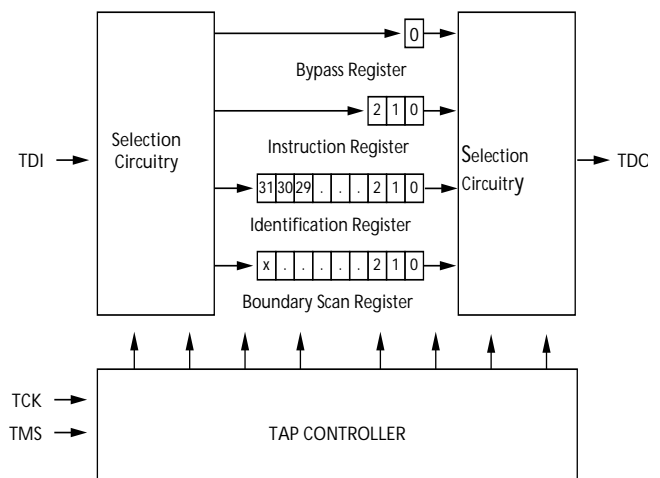 0
Bypass Register
2 1 0
Selection
Circuitry
Instruction Register
Selection
Circuitry
TDI
TDO
31 30 29 . . . 2 1 0
Identification Register
x . . . . . 2 1 0
Boundary Scan Register
TCK
TMS
TAP CONTROLLER